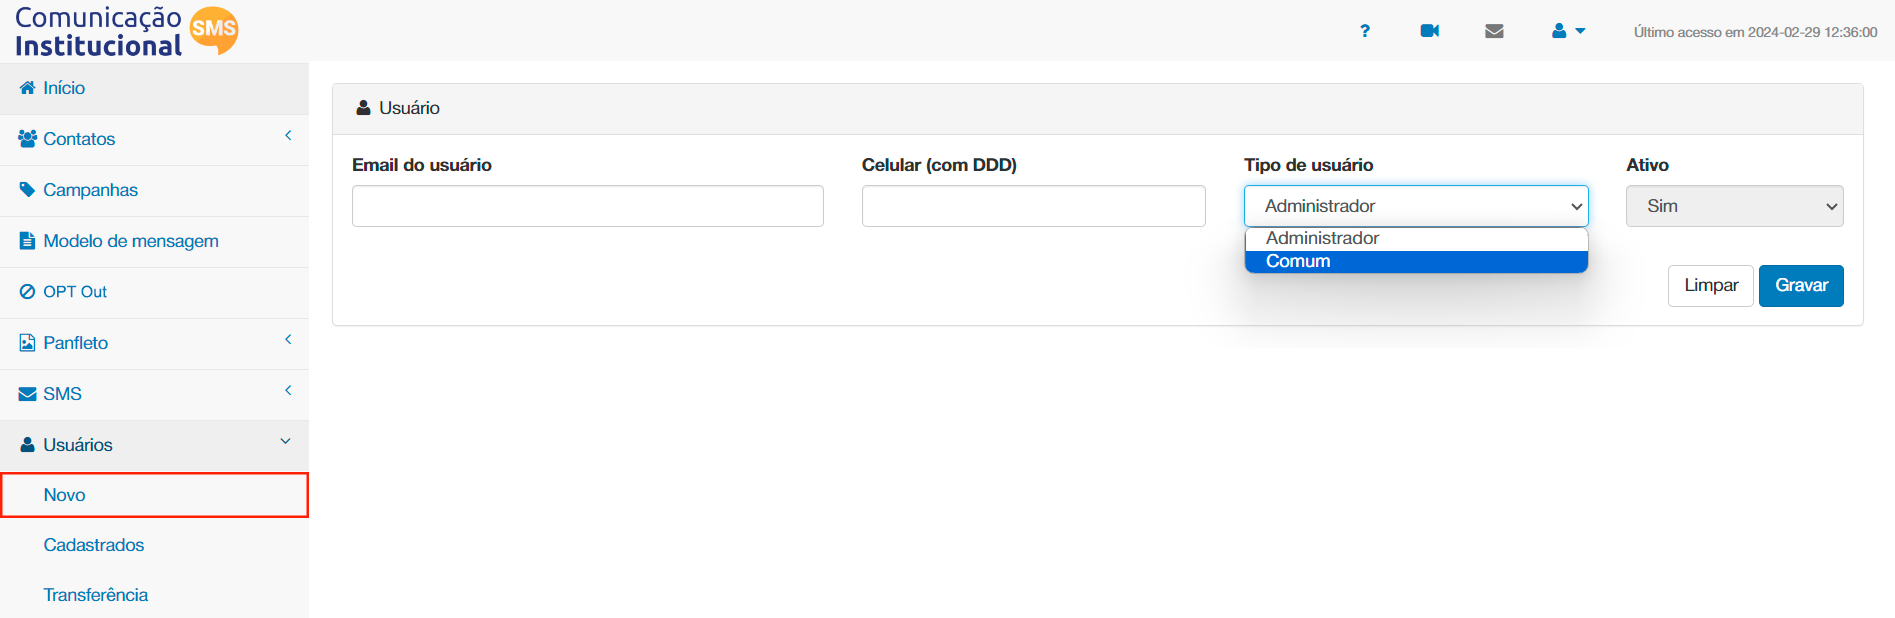 Comunicação
Institucional
SMS
?
Último acesso em 2024-02-29 12:36:00
Início
Contatos
Campanhas
Modelo de mensagem
OPT Out
Panfleto
SMS
Usuários
Novo
Cadastrados
Transferência
Usuário
Email do usuário
Celular (com DDD)
Tipo de usuário
Ativo
Administrador
Sim
Administrador
Comum
Limpar
Gravar